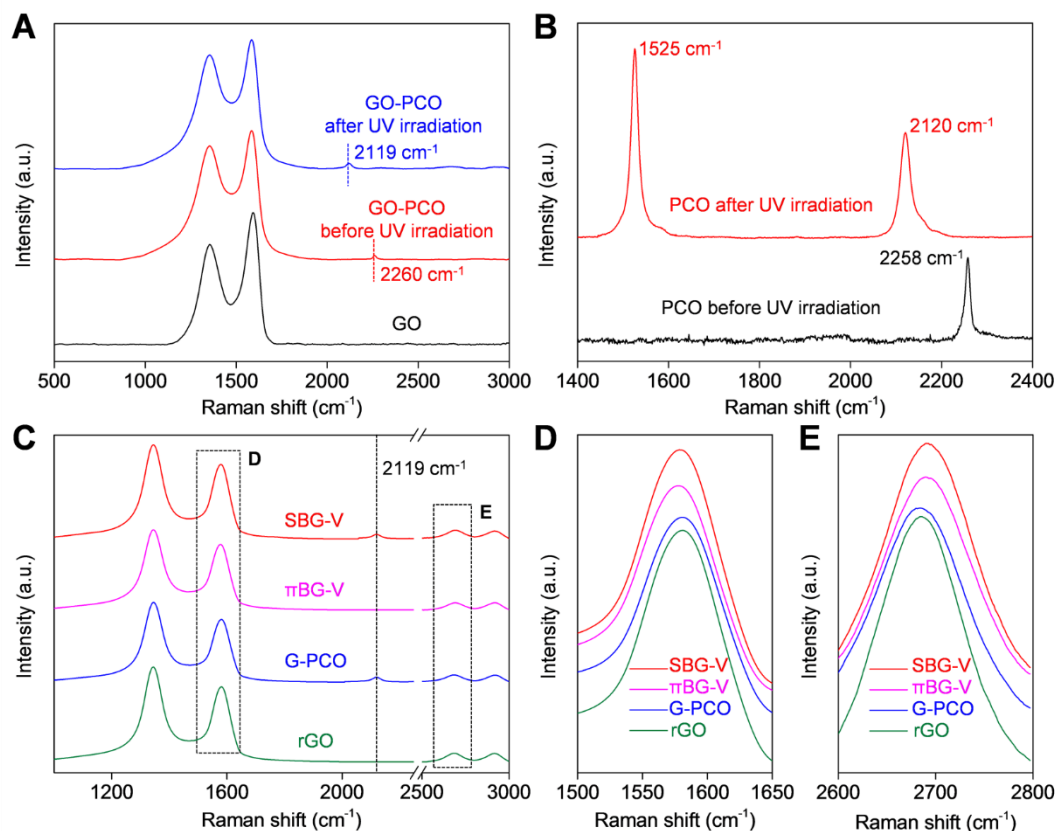 A
GO-PCO
after UV irradiation
2119 cm⁻¹
GO-PCO
before UV irradiation
2260 cm⁻¹
GO
Intensity (a.u.)
500 1000 1500 2000 2500 3000
Raman shift (cm⁻¹)
B
1525 cm⁻¹
2120 cm⁻¹
PCO after UV irradiation
2258 cm⁻¹
PCO before UV irradiation
Intensity (a.u.)
1400 1600 1800 2000 2200 2400
Raman shift (cm⁻¹)
C
D
2119 cm⁻¹
E
SBG-V
πBG-V
G-PCO
rGO
Intensity (a.u.)
1200 1600 2000 2500 3000
Raman shift (cm⁻¹)
D
SBG-V
πBG-V
G-PCO
rGO
Intensity (a.u.)
1500 1550 1600 1650
Raman shift (cm⁻¹)
E
SBG-V
πBG-V
G-PCO
rGO
Intensity (a.u.)
2600 2700 2800
Raman shift (cm⁻¹)